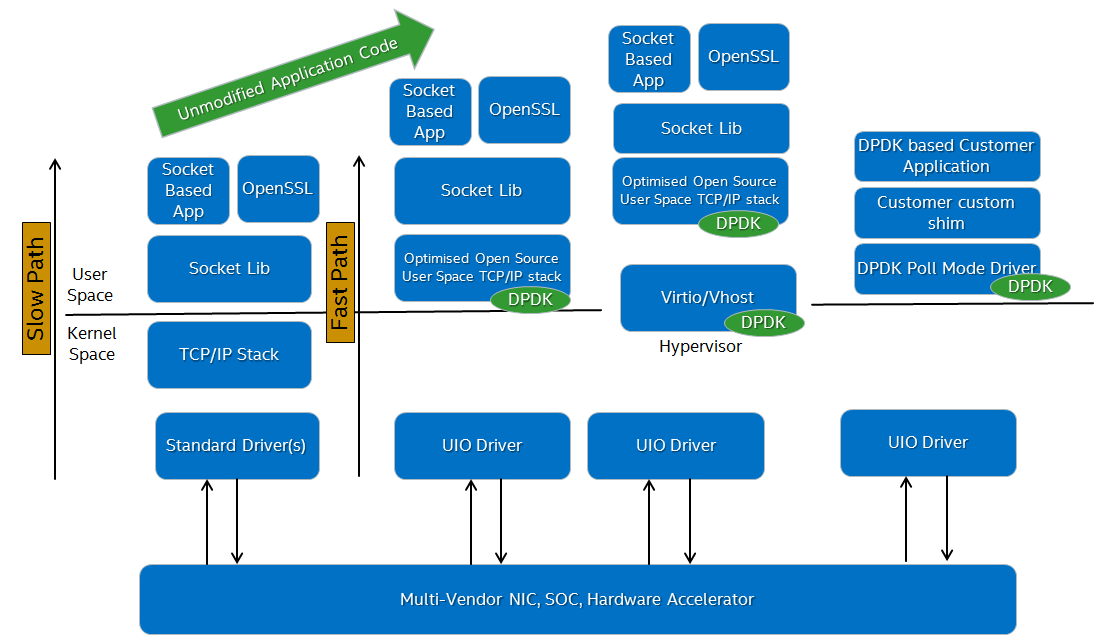 Unmodified Application Code
Slow Path
User
Space
Kernel
Space
Socket
Based
App
OpenSSL
Socket Lib
TCP/IP Stack
Standard Driver(s)
Fast Path
Socket
Based
App
OpenSSL
Socket Lib
Optimised Open Source
User Space TCP/IP stack
DPDK
UIO Driver
Socket
Based
App
OpenSSL
Socket Lib
Optimised Open Source
User Space TCP/IP stack
DPDK
Virtio/Vhost
DPDK
Hypervisor
UIO Driver
DPDK based Customer
Application
Customer custom
shim
DPDK Poll Mode Driver
DPDK
UIO Driver
Multi-Vendor NIC, SOC, Hardware Accelerator